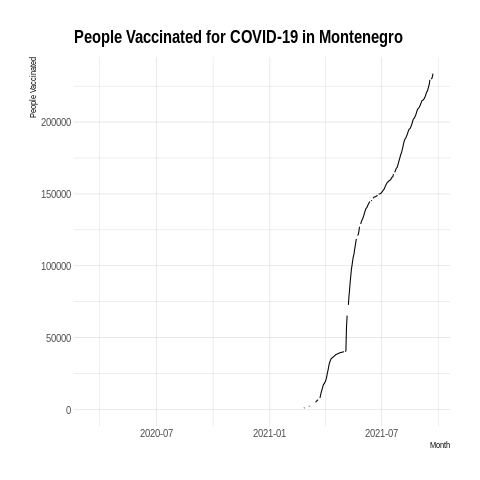 People Vaccinated for COVID-19 in Montenegro
People Vaccinated
200000
150000
100000
50000
0
2020-07 2021-01 2021-07
Month